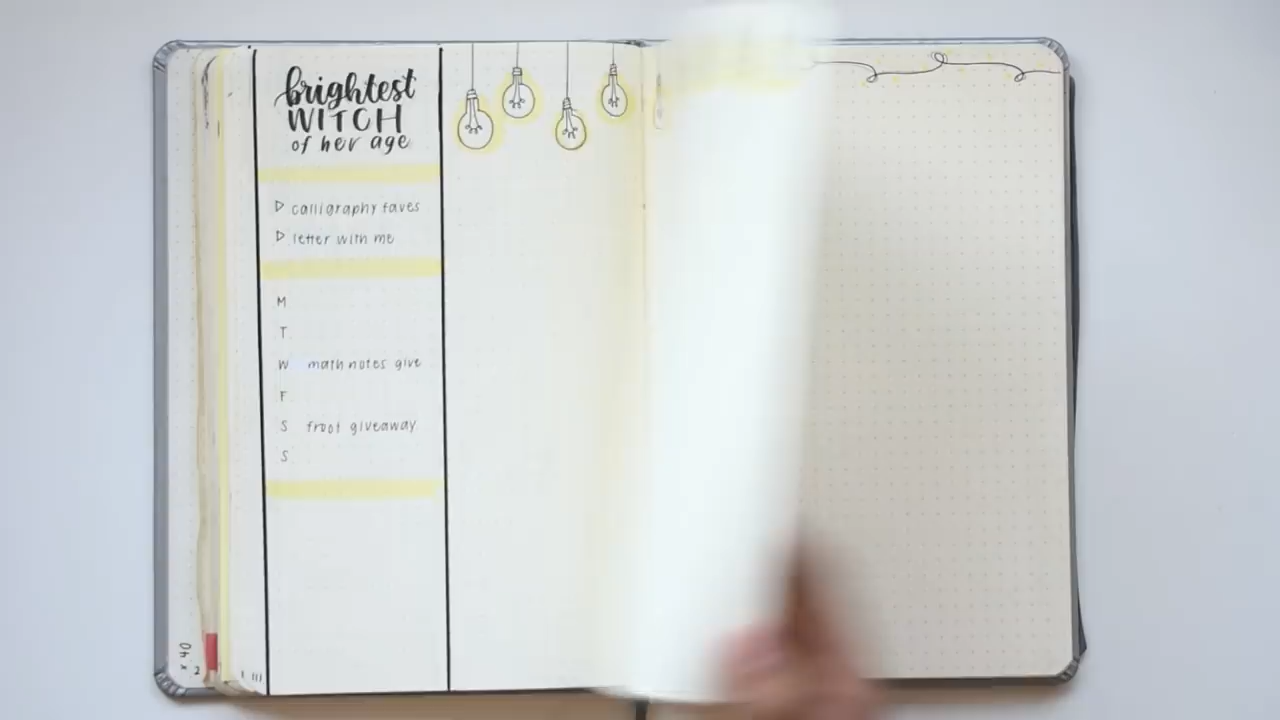 brightest
WITCH
of her age
calligraphy faves
letter with me
M
T
W math notes give
F
S froot giveaway
S